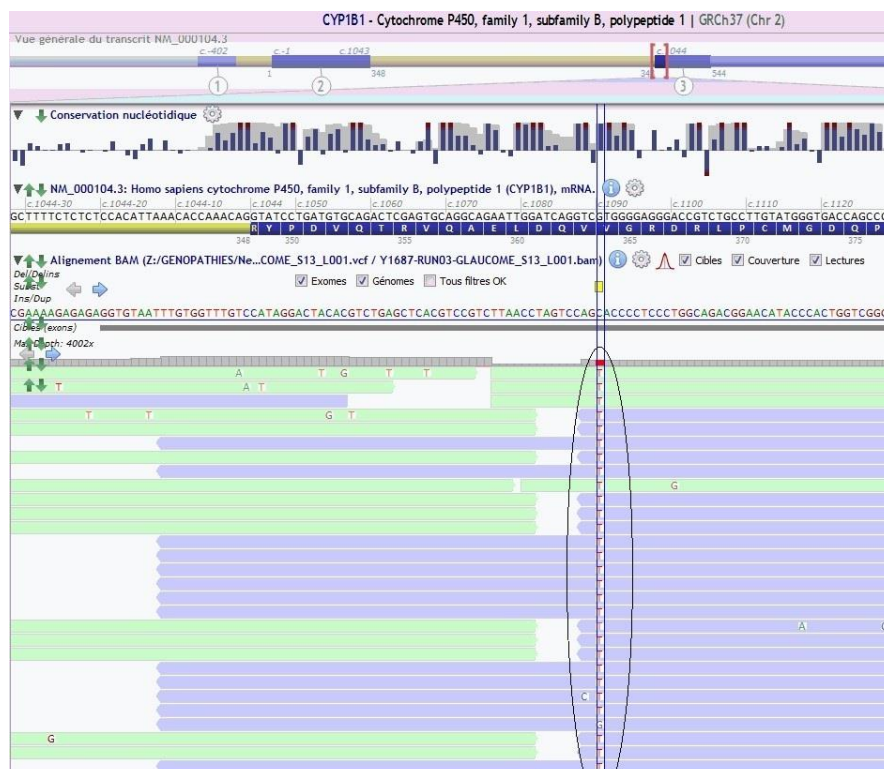 CYP1B1 - Cytochrome P450, family 1, subfamily B, polypeptide 1 | GRCh37 (Chr 2)
Vue générale du transcrit NM_000104.3
c.-402 c.-1 c.1043 c.1044
1 348 544
1 2 3
Conservation nucléotidique
NM_000104.3: Homo sapiens cytochrome P450, family 1, subfamily B, polypeptide 1 (CYP1B1), mRNA.
c.1044-30 c.1044-20 c.1044-10 c.1044 c.1050 c.1060 c.1070 c.1080 c.1090 c.1100 c.1110 c.1120
GCTTTTCTCTCTCCACATTAAACACCAAACAGGTATCCTGATGTGCAGACTCGAGTGCAGGCAGAATTGGATCAGGTCGTGGGGAGGGACCGTCTGCCTTGTATGGGTGACCAGCCC
R Y P D V Q T R V Q A E L D Q V V G R D R L P C M G D Q P
348 350 355 360 365 370 375
Alignement BAM (Z:/GENOPATHIES/Ne...COME_S13_L001.vcf / Y1687-RUN03-GLAUCOME_S13_L001.bam) Cibles Couverture Lectures
Del/Delins
Subst
Ins/Dup
Exomes Génomes Tous filtres OK
CGAAAAGAGAGAGGTGTAATTTGTGGTTTGTCCATAGGACTACACGTCTGAGCTCACGTCCGTCTTAACCTAGTCCAGCACCCCTCCCTGGCAGACGGAACATACCCACTGGTCGGG
Cibles (exons)
Max Depth: 4002x
A T G T T T
T A T T
T
T T G T T
T
T
T
T
T G
T
T
T
T
T
T
T
T
T
T A
T
T
T
T
C T
G
G T
T
T